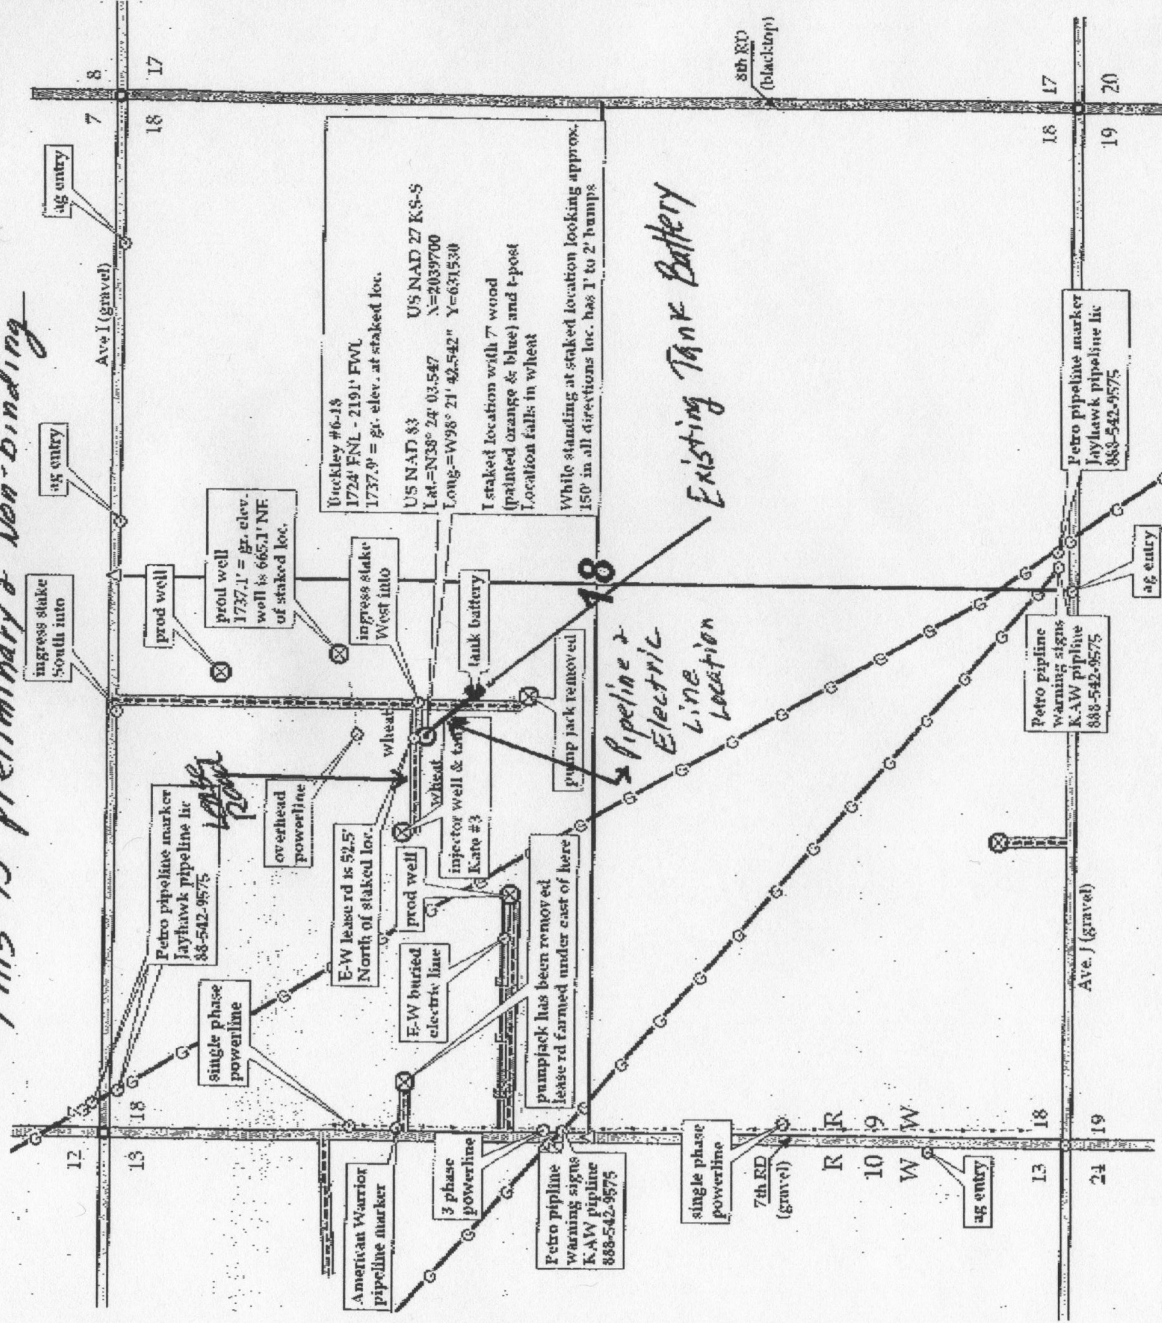 This is preliminary & Non-binding
ingress stake
South into
ag entry
ag entry
Ave I (gravel)
12
13
18
7
8
18
17
Petro pipeline marker
Jayhawk pipeline llc
88-542-9575
Lease
Road
prod well
prod well
1737.1' = gr. elev.
well is 665.1' NE
of staked loc.
single phase
powerline
overhead
powerline
wheat
ingress stake
West into
Buckley #6-18
1724' FNL - 2191' FWL
1737.9' = gr. elev. at staked loc.
US NAD 83
Lat.=N38° 24' 03.547
Long.=W98° 21' 42.542"
US NAD 27 KS-S
X=2039700
Y=631530
I staked location with 7' wood
(painted orange & blue) and t-post
Location falls in wheat
While standing at staked location looking approx.
150' in all directions loc. has 1' to 2' bumps
American Warrior
pipeline marker
E-W lease rd is 52.5'
North of staked loc.
wheat
injector well & tank
Kate #3
tank battery
prod well
E-W buried
electric line
pump jack removed
3 phase
powerline
pumpjack has been removed
lease rd farmed under east of here
18
Existing Tank Battery
Pipeline &
Electric
Line
Location
Petro pipline
warning signs
KAW pipline
888-542-9575
single phase
powerline
7th RD
(gravel)
8th RD
(blacktop)
R
R
10
9
W
W
ag entry
13
18
24
19
Ave. J (gravel)
Petro pipline
warning signs
KAW pipline
888-542-9575
ag entry
Petro pipeline marker
Jayhawk pipeline llc
888-542-9575
18
17
19
20